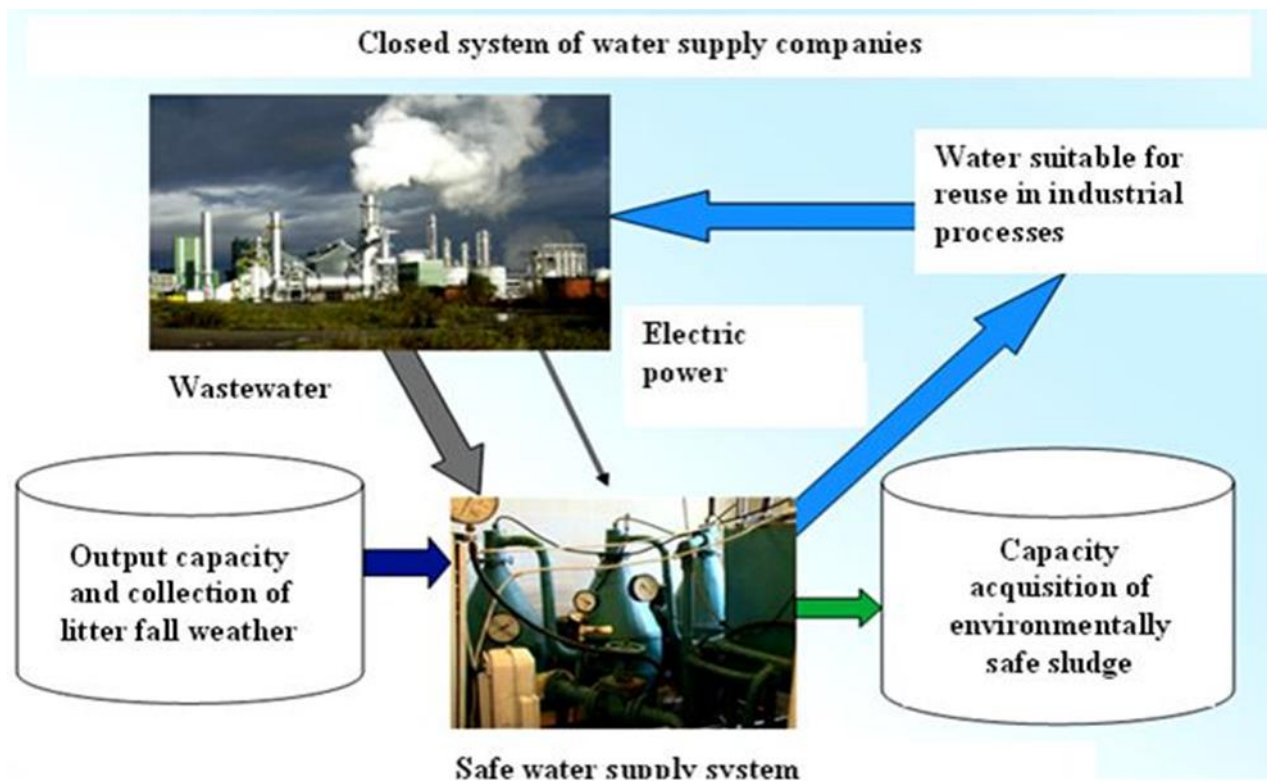 Closed system of water supply companies
Water suitable for
reuse in industrial
processes
Electric
power
Wastewater
Output capacity
and collection of
litter fall weather
Capacity
acquisition of
environmentally
safe sludge
Safe water supply system